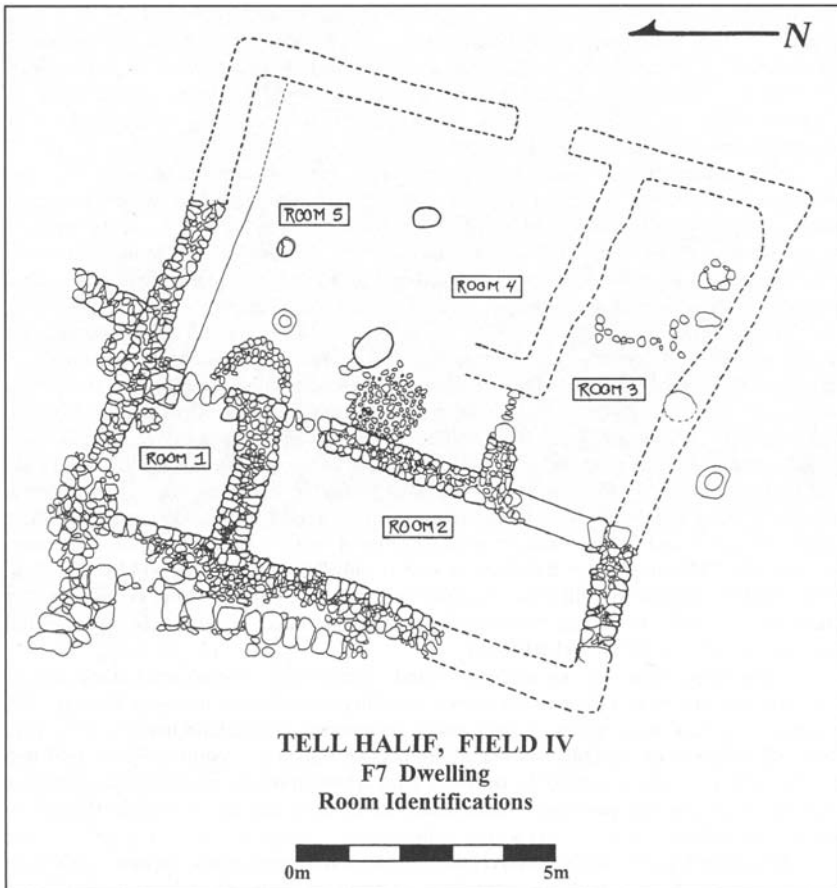 N
ROOM 5
ROOM 4
ROOM 3
ROOM 1
ROOM 2
TELL HALIF, FIELD IV
F7 Dwelling
Room Identifications
0m 5m